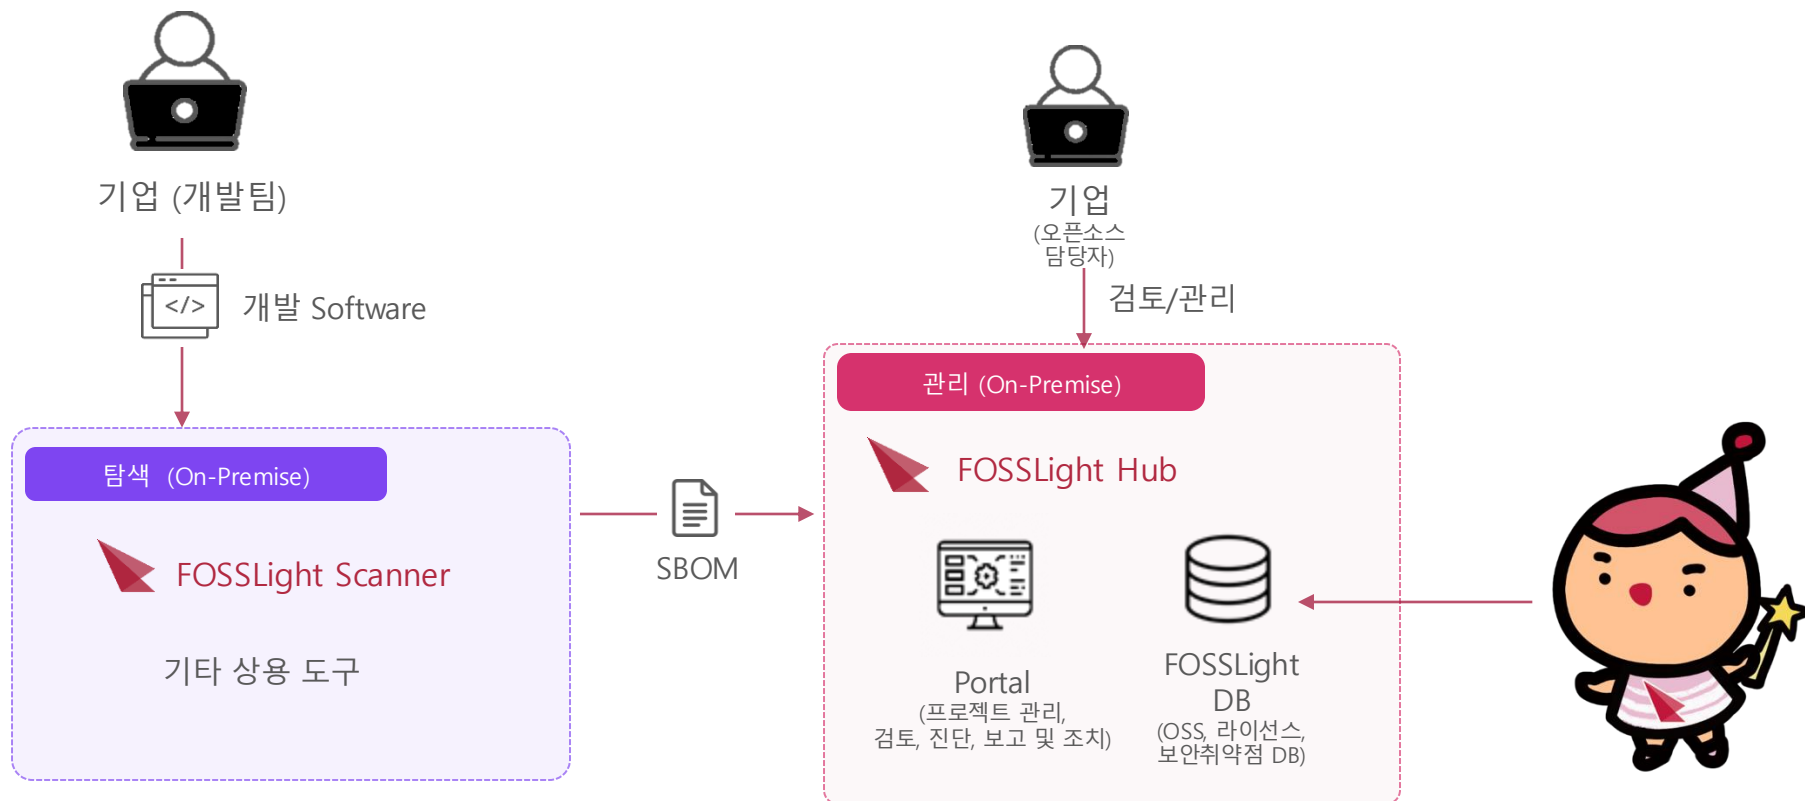 기업 (개발팀)
</>
개발 Software
탐색 (On-Premise)
FOSSLight Scanner
기타 상용 도구
SBOM
기업
(오픈소스
담당자)
검토/관리
관리 (On-Premise)
FOSSLight Hub
Portal
(프로젝트 관리,
검토, 진단, 보고 및 조치)
FOSSLight
DB
(OSS, 라이선스,
보안취약점 DB)